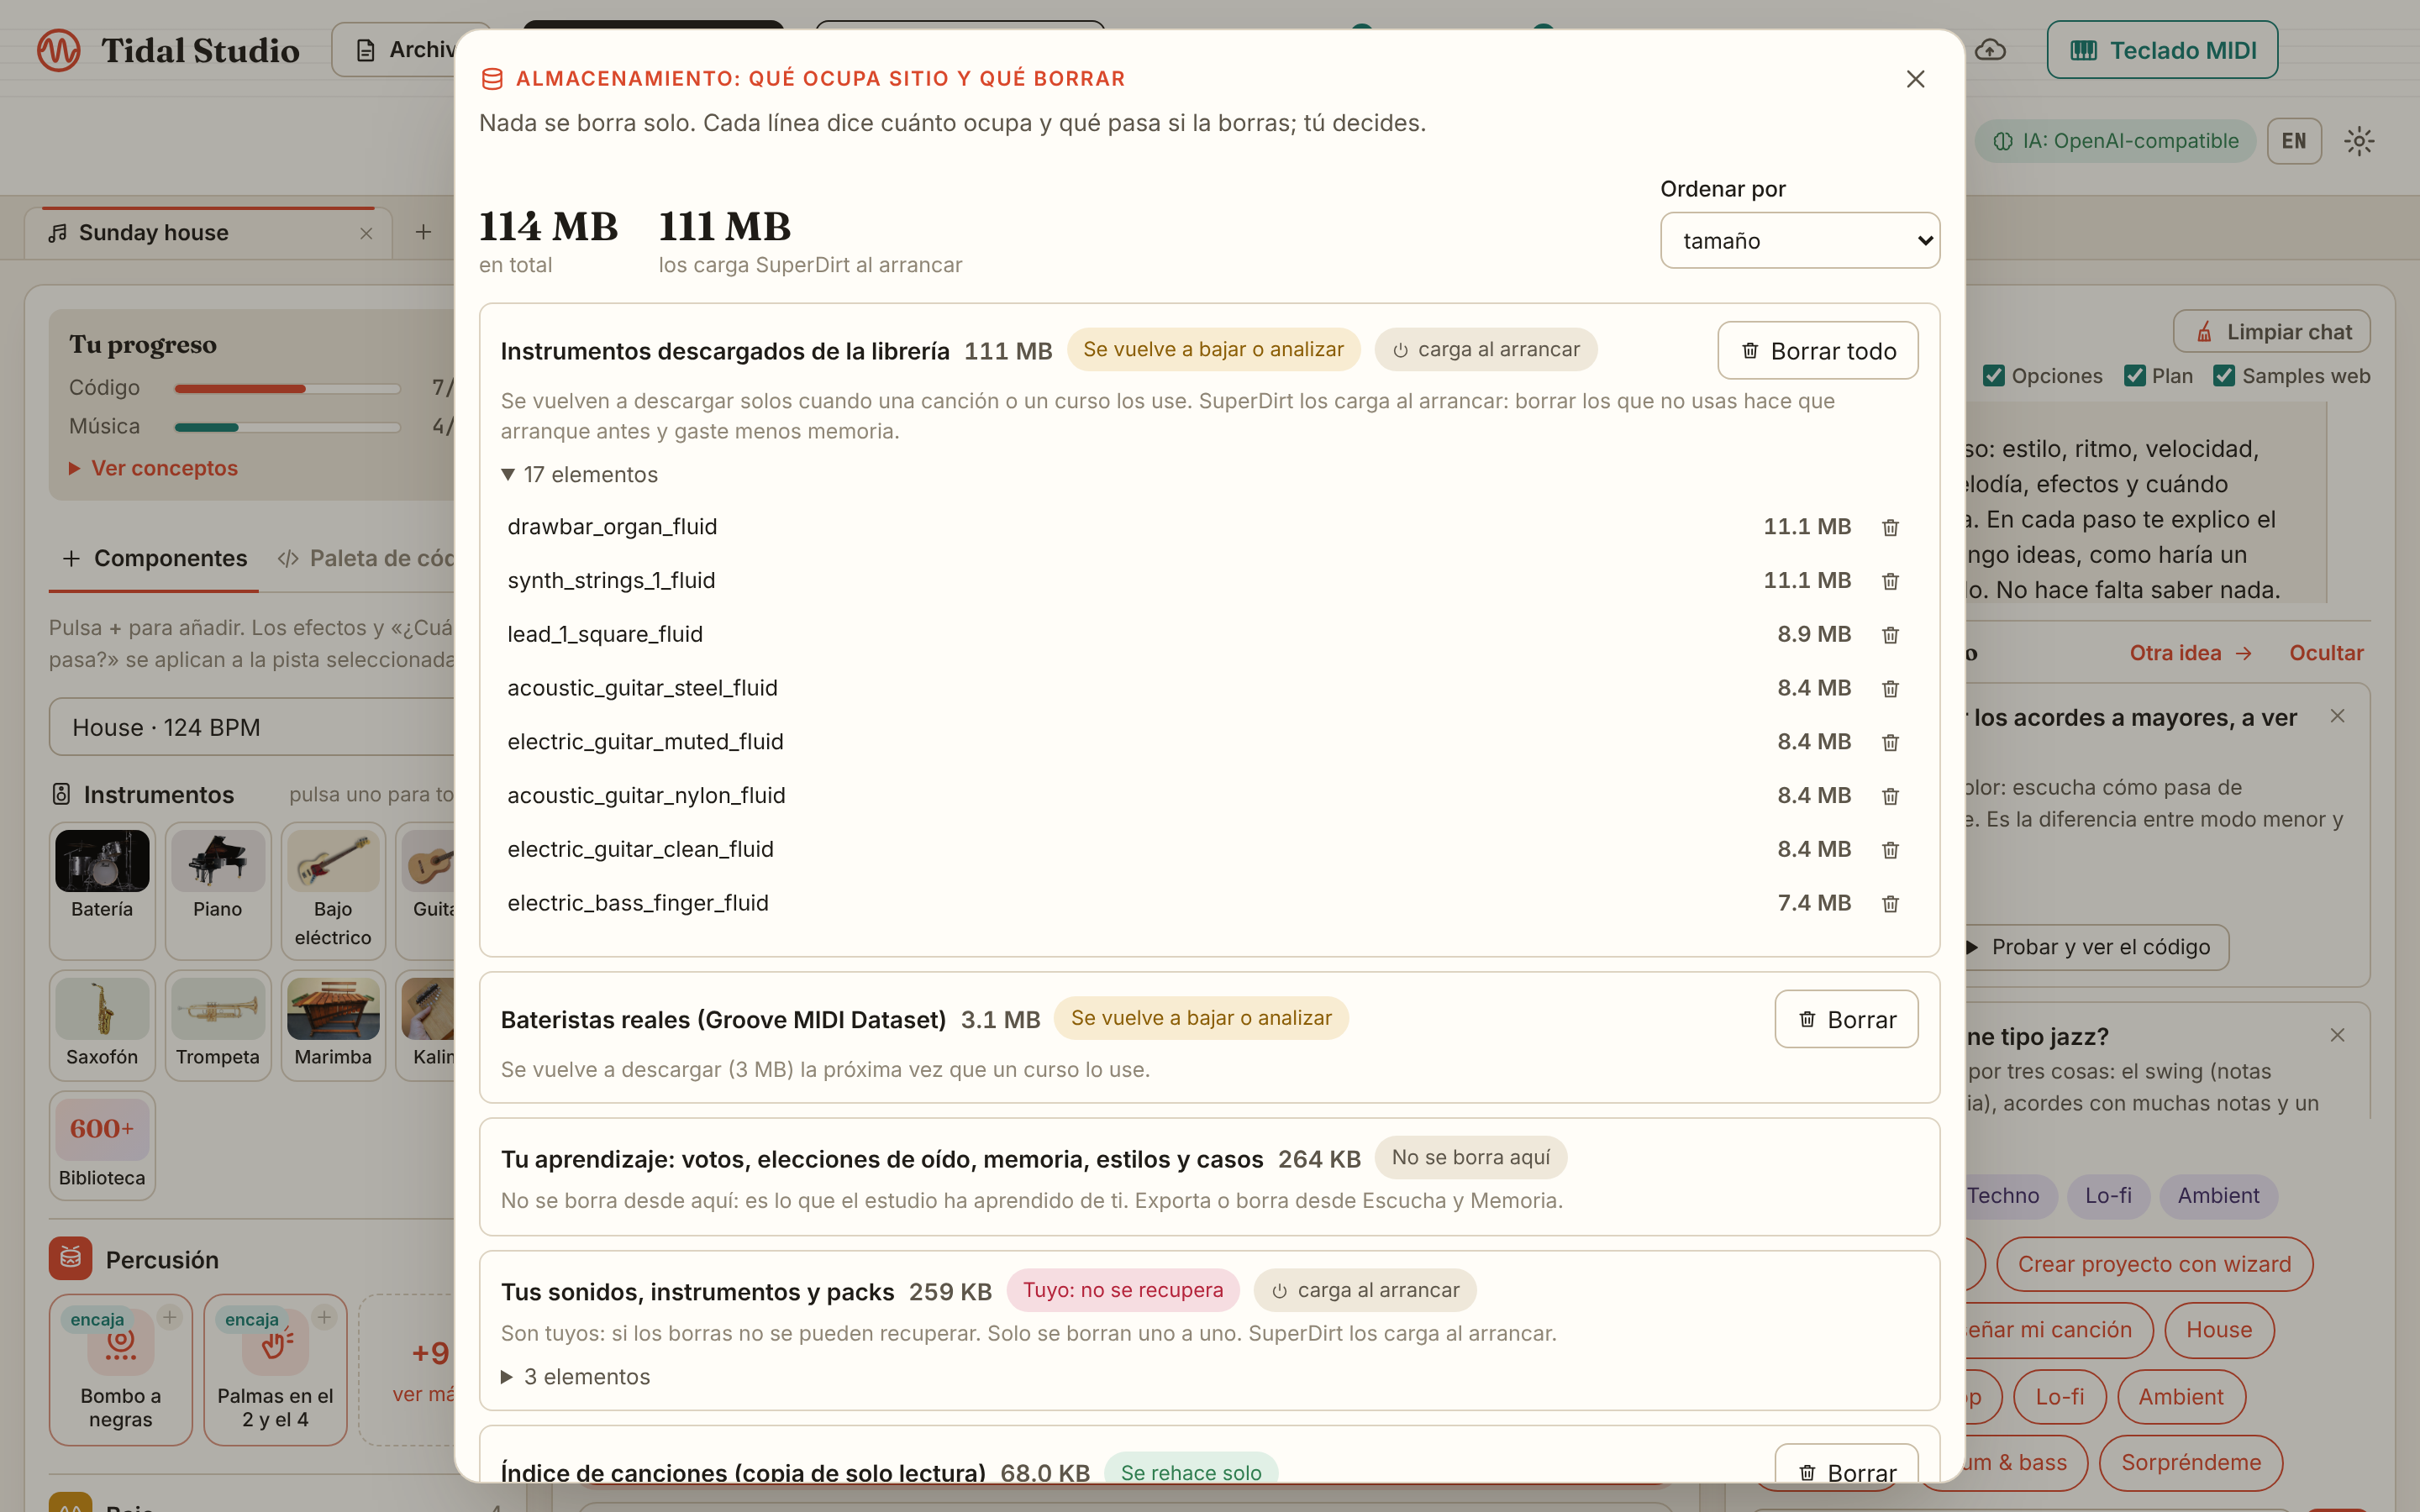 Tidal Studio
Teclado MIDI
ALMACENAMIENTO: QUÉ OCUPA SITIO Y QUÉ BORRAR
Nada se borra solo. Cada línea dice cuánto ocupa y qué pasa si la borras; tú decides.
IA: OpenAI-compatible
EN
Sunday house
114 MB
en total
111 MB
los carga SuperDirt al arrancar
Ordenar por
tamaño
Instrumentos descargados de la librería 111 MB Se vuelve a bajar o analizar carga al arrancar Borrar todo
Se vuelven a descargar solos cuando una canción o un curso los use. SuperDirt los carga al arrancar: borrar los que no usas hace que
arranque antes y gaste menos memoria.
17 elementos
drawbar_organ_fluid 11.1 MB
synth_strings_1_fluid 11.1 MB
lead_1_square_fluid 8.9 MB
acoustic_guitar_steel_fluid 8.4 MB
electric_guitar_muted_fluid 8.4 MB
acoustic_guitar_nylon_fluid 8.4 MB
electric_guitar_clean_fluid 8.4 MB
electric_bass_finger_fluid 7.4 MB
Bateristas reales (Groove MIDI Dataset) 3.1 MB Se vuelve a bajar o analizar Borrar
Se vuelve a descargar (3 MB) la próxima vez que un curso lo use.
Tu aprendizaje: votos, elecciones de oído, memoria, estilos y casos 264 KB No se borra aquí
No se borra desde aquí: es lo que el estudio ha aprendido de ti. Exporta o borra desde Escucha y Memoria.
Tus sonidos, instrumentos y packs 259 KB Tuyo: no se recupera carga al arrancar
Son tuyos: si los borras no se pueden recuperar. Solo se borran uno a uno. SuperDirt los carga al arrancar.
3 elementos
Índice de canciones (copia de solo lectura) 68.0 KB Se rehace solo Borrar
Tu progreso
Código 7/
Música 4/
Ver conceptos
+ Componentes
Paleta de cód
Pulsa + para añadir. Los efectos y «¿Cuá
pasa?» se aplican a la pista seleccionada
House · 124 BPM
Instrumentos pulsa uno para to
Batería
Piano
Bajo
eléctrico
Guita
Saxofón
Trompeta
Marimba
Kalim
600+
Biblioteca
Percusión
encaja
Bombo a
negras
encaja
Palmas en el
2 y el 4
+9
ver má
Limpiar chat
Opciones Plan Samples web
so: estilo, ritmo, velocidad,
elodía, efectos y cuándo
a. En cada paso te explico el
ngo ideas, como haría un
lo. No hace falta saber nada.
Otra idea →
Ocultar
los acordes a mayores, a ver
olor: escucha cómo pasa de
e. Es la diferencia entre modo menor y
Probar y ver el código
ne tipo jazz?
por tres cosas: el swing (notas
ia), acordes con muchas notas y un
Techno Lo-fi Ambient
Crear proyecto con wizard
eñar mi canción House
op Lo-fi Ambient
um & bass Sorpréndeme